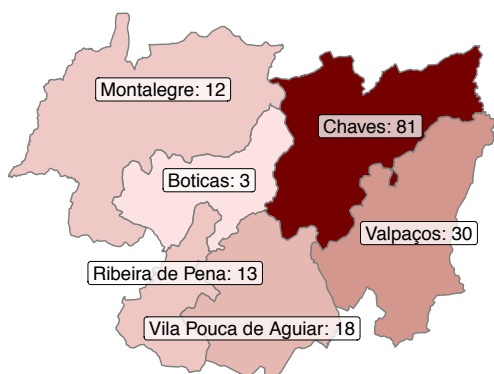 Montalegre: 12
Chaves: 81
Boticas: 3
Valpaços: 30
Ribeira de Pena: 13
Vila Pouca de Aguiar: 18